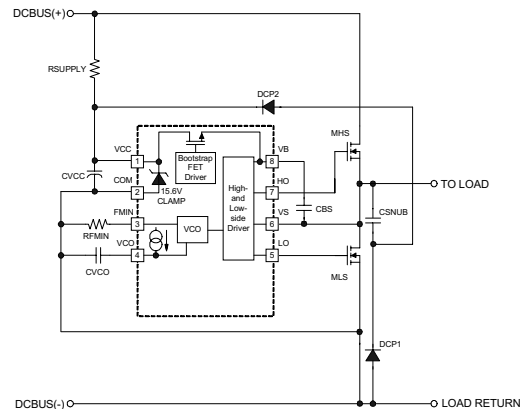 DCBUS(+)
RSUPPLY
DCP2
MHS
VCC
1
Bootstrap
FET
Driver
8
VB
CVCC
COM
2
15.6V
CLAMP
High-
and
Low-
side
Driver
7
HO
TO LOAD
CBS
CSNUB
FMIN
3
VCO
6
VS
RFMIN
VCO
4
5
LO
CVCO
MLS
DCP1
DCBUS(-)
LOAD RETURN